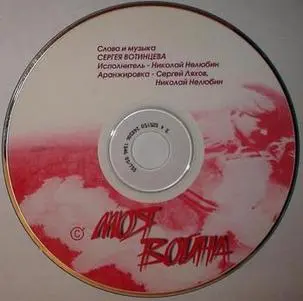 Слова и музыка
СЕРГЕЯ ВОТИНЦЕВА
Исполнитель - Николай Нелюбин
Аранжировка - Сергей Ляхов,
Николай Нелюбин
©
МОЯ
ВОЙНА